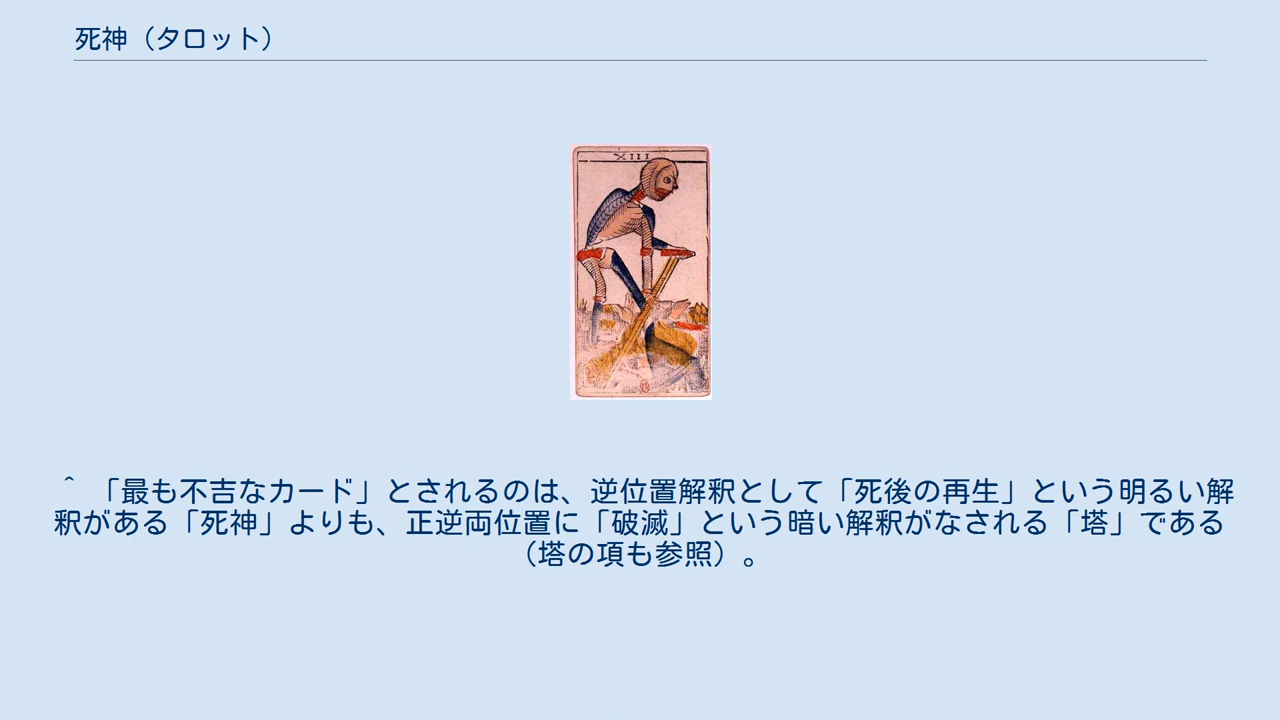 死神（タロット）
XIII
＾ 「最も不吉なカード」とされるのは、逆位置解釈として「死後の再生」という明るい解
釈がある「死神」よりも、正逆両位置に「破滅」という暗い解釈がなされる「塔」である
（塔の項も参照）。